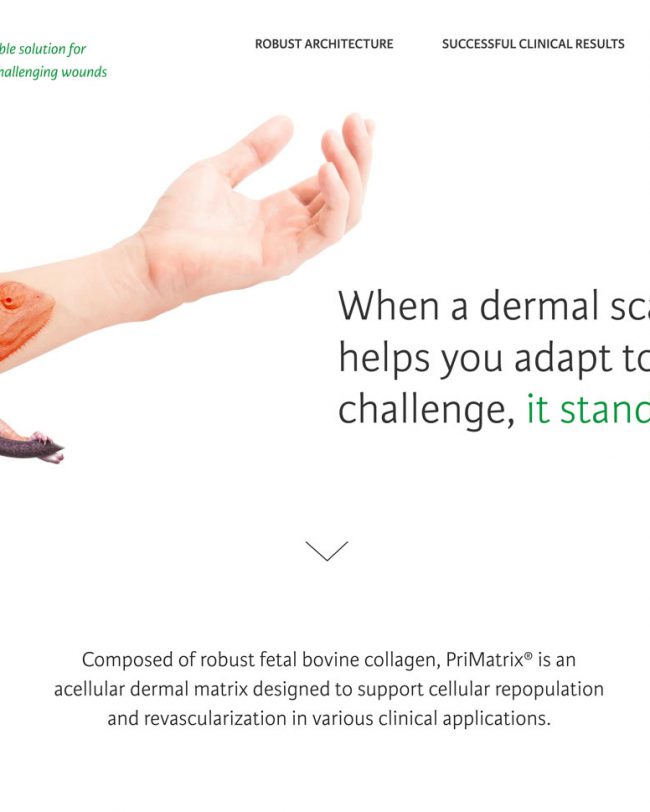 ble solution for
hallenging wounds
ROBUST ARCHITECTURE SUCCESSFUL CLINICAL RESULTS
When a dermal sca
helps you adapt to
challenge, it stand
Composed of robust fetal bovine collagen, PriMatrix® is an
acellular dermal matrix designed to support cellular repopulation
and revascularization in various clinical applications.